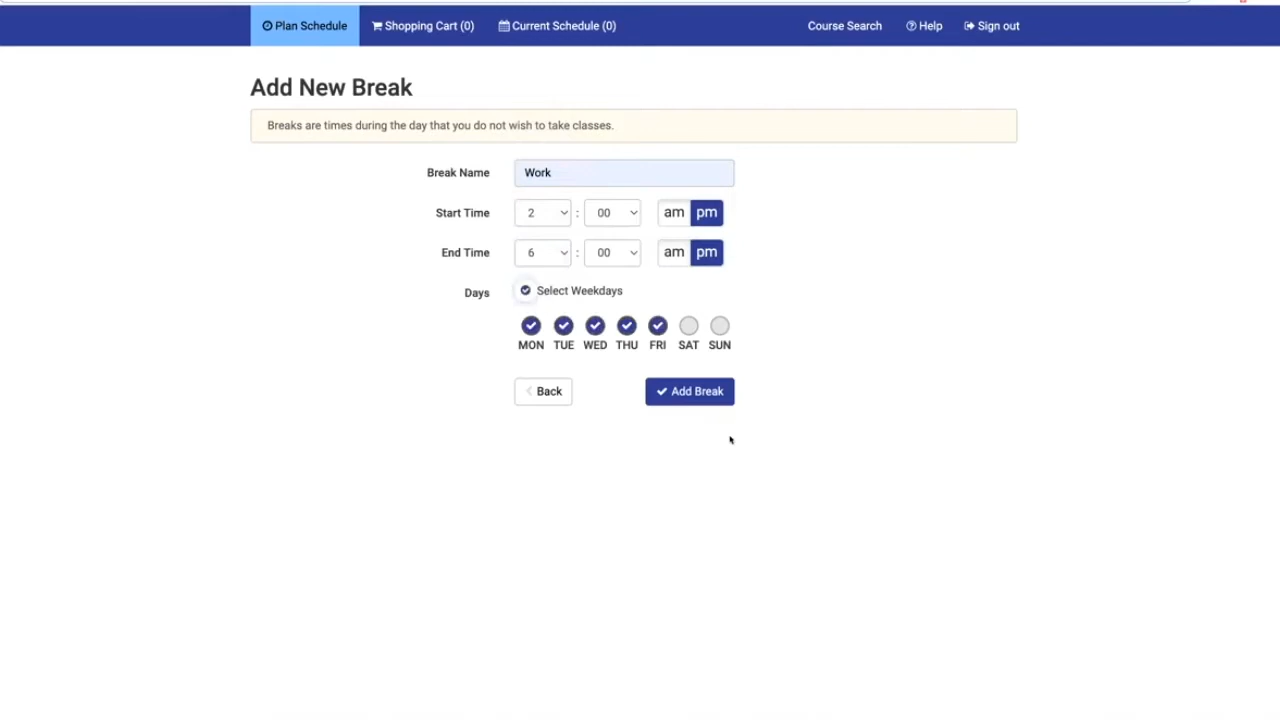 Plan Schedule Shopping Cart (0) Current Schedule (0) Course Search Help Sign out
Add New Break
Breaks are times during the day that you do not wish to take classes.
Break Name Work
Start Time 2 : 00 am pm
End Time 6 : 00 am pm
Days Select Weekdays
MON TUE WED THU FRI SAT SUN
Back Add Break